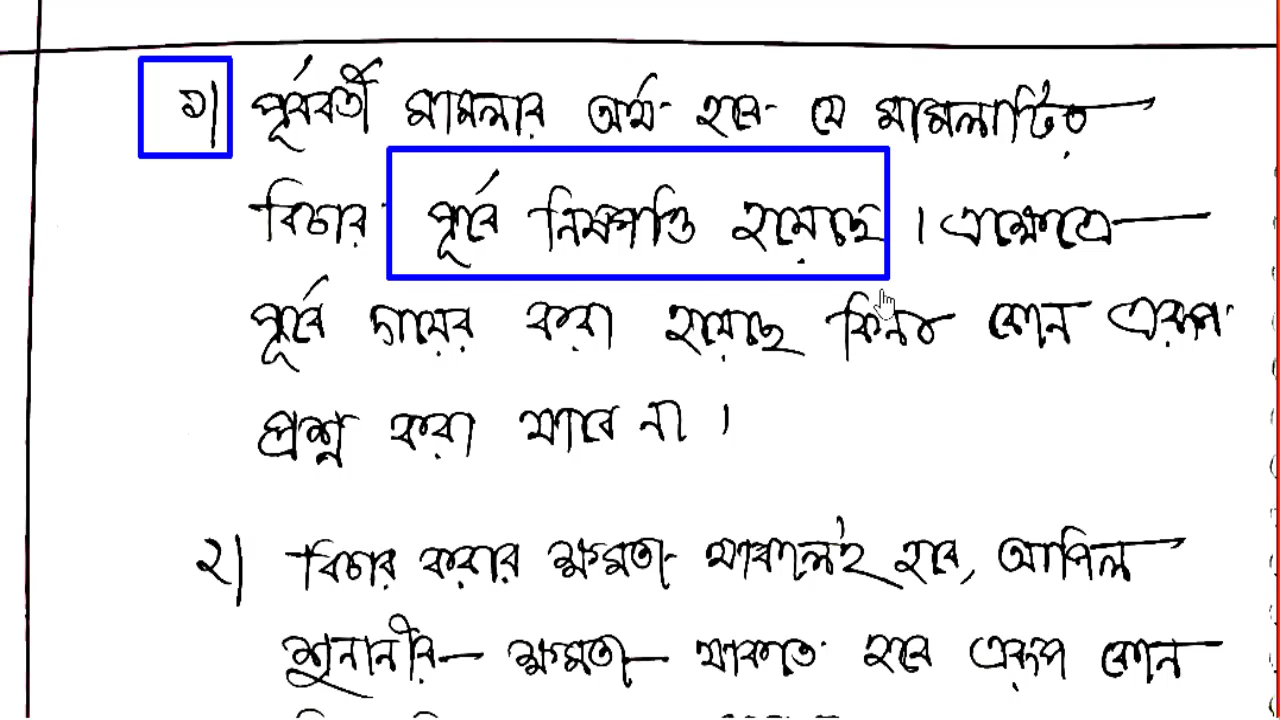 ১) পূর্ববর্তী মামলার অর্থ হবে যে মামলাটির
বিচার পূর্বে নিষ্পত্তি হয়েছে । এক্ষেত্রে
পূর্বে দায়ের করা হয়েছে কিনা কোন এরূপ
প্রশ্ন করা যাবে না ।
২) বিচার করার ক্ষমতা থাকলেই হবে, আপিল
শুনানীর ক্ষমতা থাকতে হবে এরূপ কোন